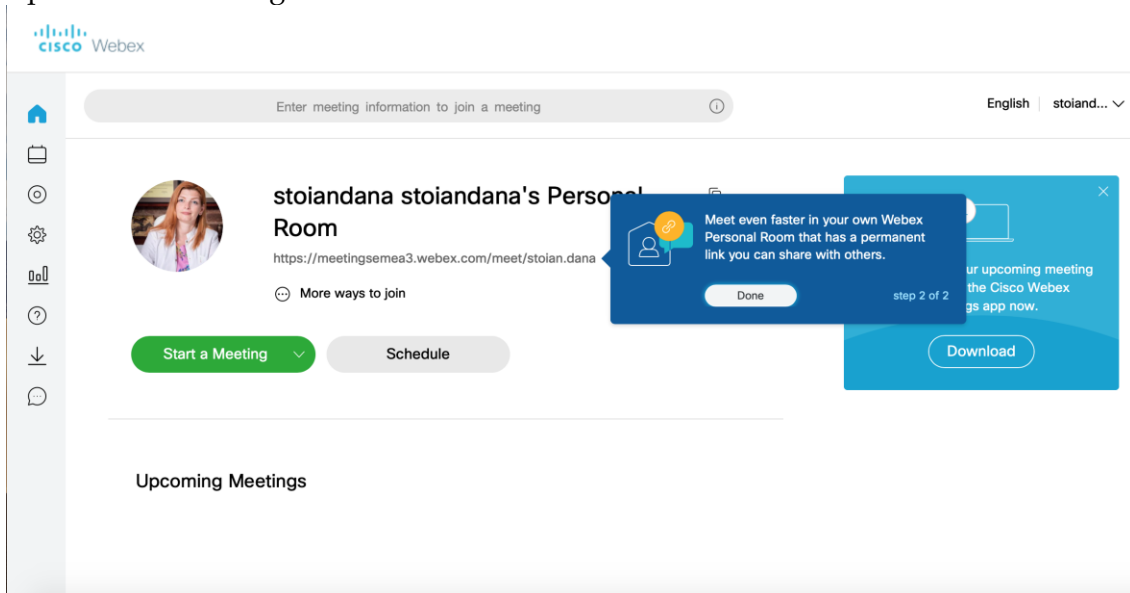 cisco Webex
Enter meeting information to join a meeting
English stoiand...
stoiandana stoiandana's Personal
Room
https://meetingsemea3.webex.com/meet/stoian.dana
More ways to join
Meet even faster in your own Webex
Personal Room that has a permanent
link you can share with others.
Done step 2 of 2
upcoming meeting
the Cisco Webex
app now.
Download
Start a Meeting Schedule
Upcoming Meetings